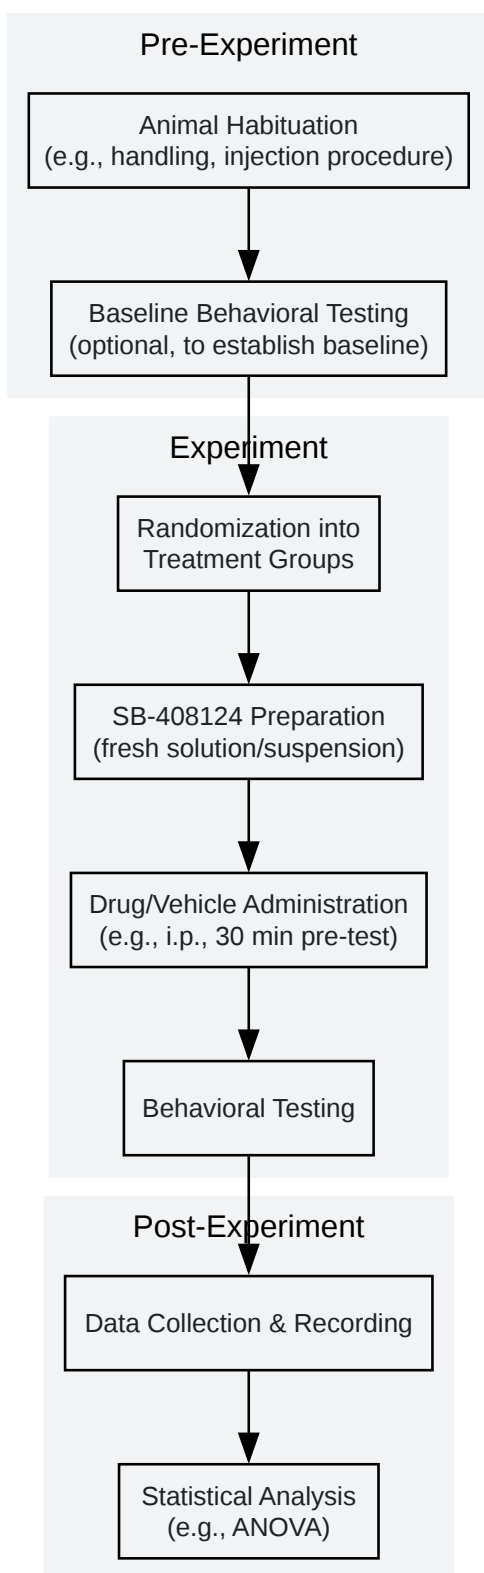 Pre-Experiment
Animal Habituation
(e.g., handling, injection procedure)
Baseline Behavioral Testing
(optional, to establish baseline)
Experiment
Randomization into
Treatment Groups
SB-408124 Preparation
(fresh solution/suspension)
Drug/Vehicle Administration
(e.g., i.p., 30 min pre-test)
Behavioral Testing
Post-Experiment
Data Collection & Recording
Statistical Analysis
(e.g., ANOVA)